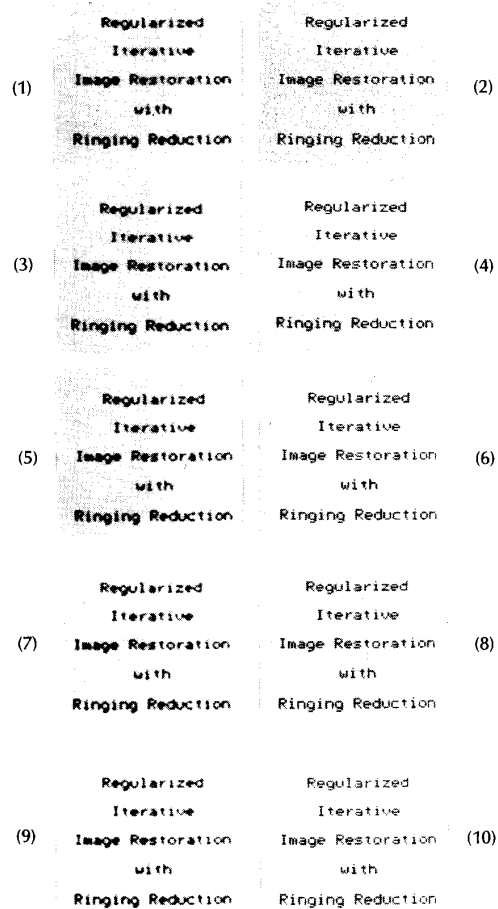 Regularized
Iterative
(1) Image Restoration
with
Ringing Reduction
Regularized
Iterative
Image Restoration (2)
with
Ringing Reduction
Regularized
Iterative
(3) Image Restoration
with
Ringing Reduction
Regularized
Iterative
Image Restoration (4)
with
Ringing Reduction
Regularized
Iterative
(5) Image Restoration
with
Ringing Reduction
Regularized
Iterative
Image Restoration (6)
with
Ringing Reduction
Regularized
Iterative
(7) Image Restoration
with
Ringing Reduction
Regularized
Iterative
Image Restoration (8)
with
Ringing Reduction
Regularized
Iterative
(9) Image Restoration
with
Ringing Reduction
Regularized
Iterative
Image Restoration (10)
with
Ringing Reduction